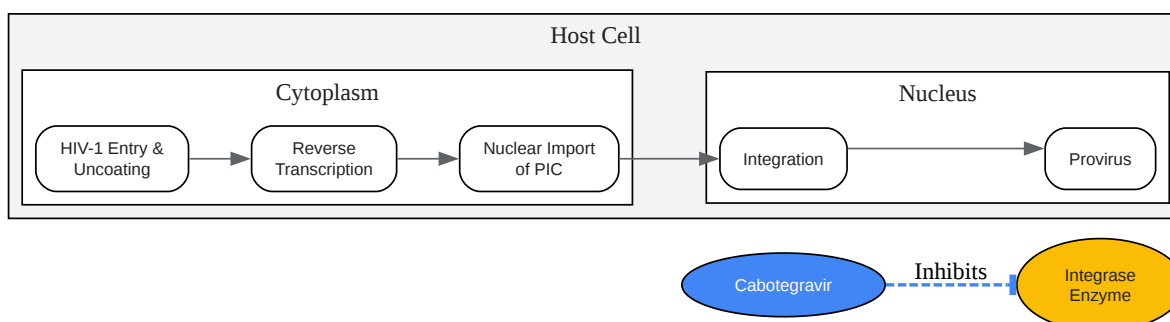 Host Cell
Cytoplasm
Nucleus
HIV-1 Entry &
Uncoating
Reverse
Transcription
Nuclear Import
of PIC
Integration
Provirus
Cabotegravir
Inhibits
Integrase
Enzyme